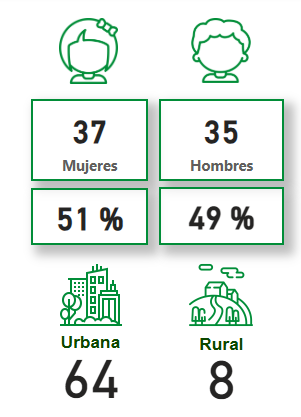 37 35
Mujeres Hombres
51 % 49 %
Urbana Rural
64 8